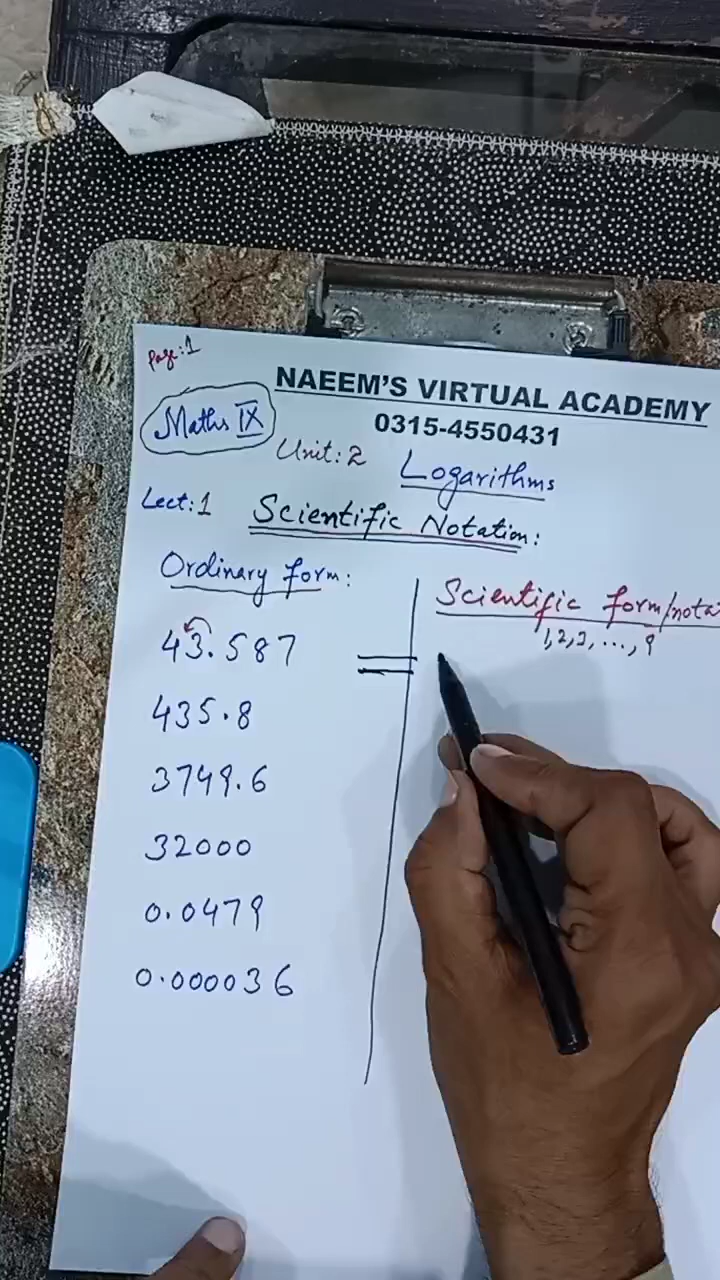 Page:1
NAEEM'S VIRTUAL ACADEMY
0315-4550431
Maths IX
Unit:2 Logarithms
Lect:1 Scientific Notation:
Ordinary form:
Scientific form/nota
1,2,3, ..., 9
43.587 =
435.8
3749.6
32000
0.0479
0.000036